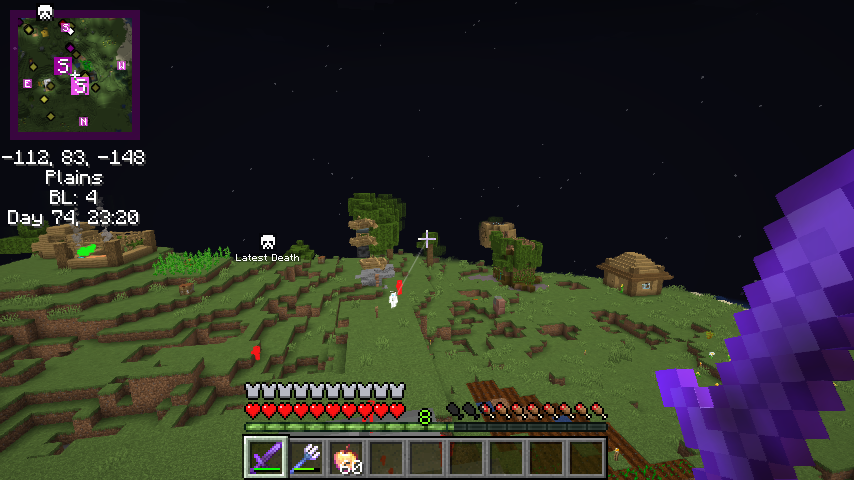 S
W
S
E
S
N
-112, 83, -148
Plains
BL: 4
Day 74, 23:20
Latest Death
8
60